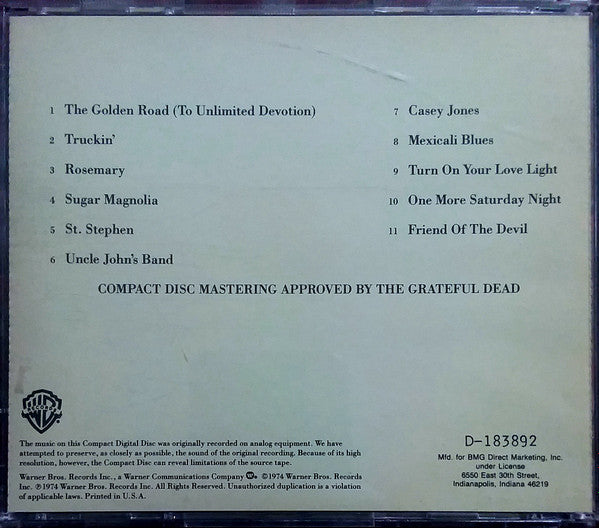 1 The Golden Road (To Unlimited Devotion)
2 Truckin'
3 Rosemary
4 Sugar Magnolia
5 St. Stephen
6 Uncle John's Band
7 Casey Jones
8 Mexicali Blues
9 Turn On Your Love Light
10 One More Saturday Night
11 Friend Of The Devil
COMPACT DISC MASTERING APPROVED BY THE GRATEFUL DEAD
WB
RECORDS
The music on this Compact Digital Disc was originally recorded on analog equipment. We have
attempted to preserve, as closely as possible, the sound of the original recording. Because of its high
resolution, however, the Compact Disc can reveal limitations of the source tape.
Warner Bros. Records Inc., a Warner Communications Company ©1974 Warner Bros. Records
Inc. ℗1974 Warner Bros. Records Inc. All Rights Reserved. Unauthorized duplication is a violation
of applicable laws. Printed in U.S.A.
D-183892
Mfd. for BMG Direct Marketing, Inc.
under License
6550 East 30th Street,
Indianapolis, Indiana 46219